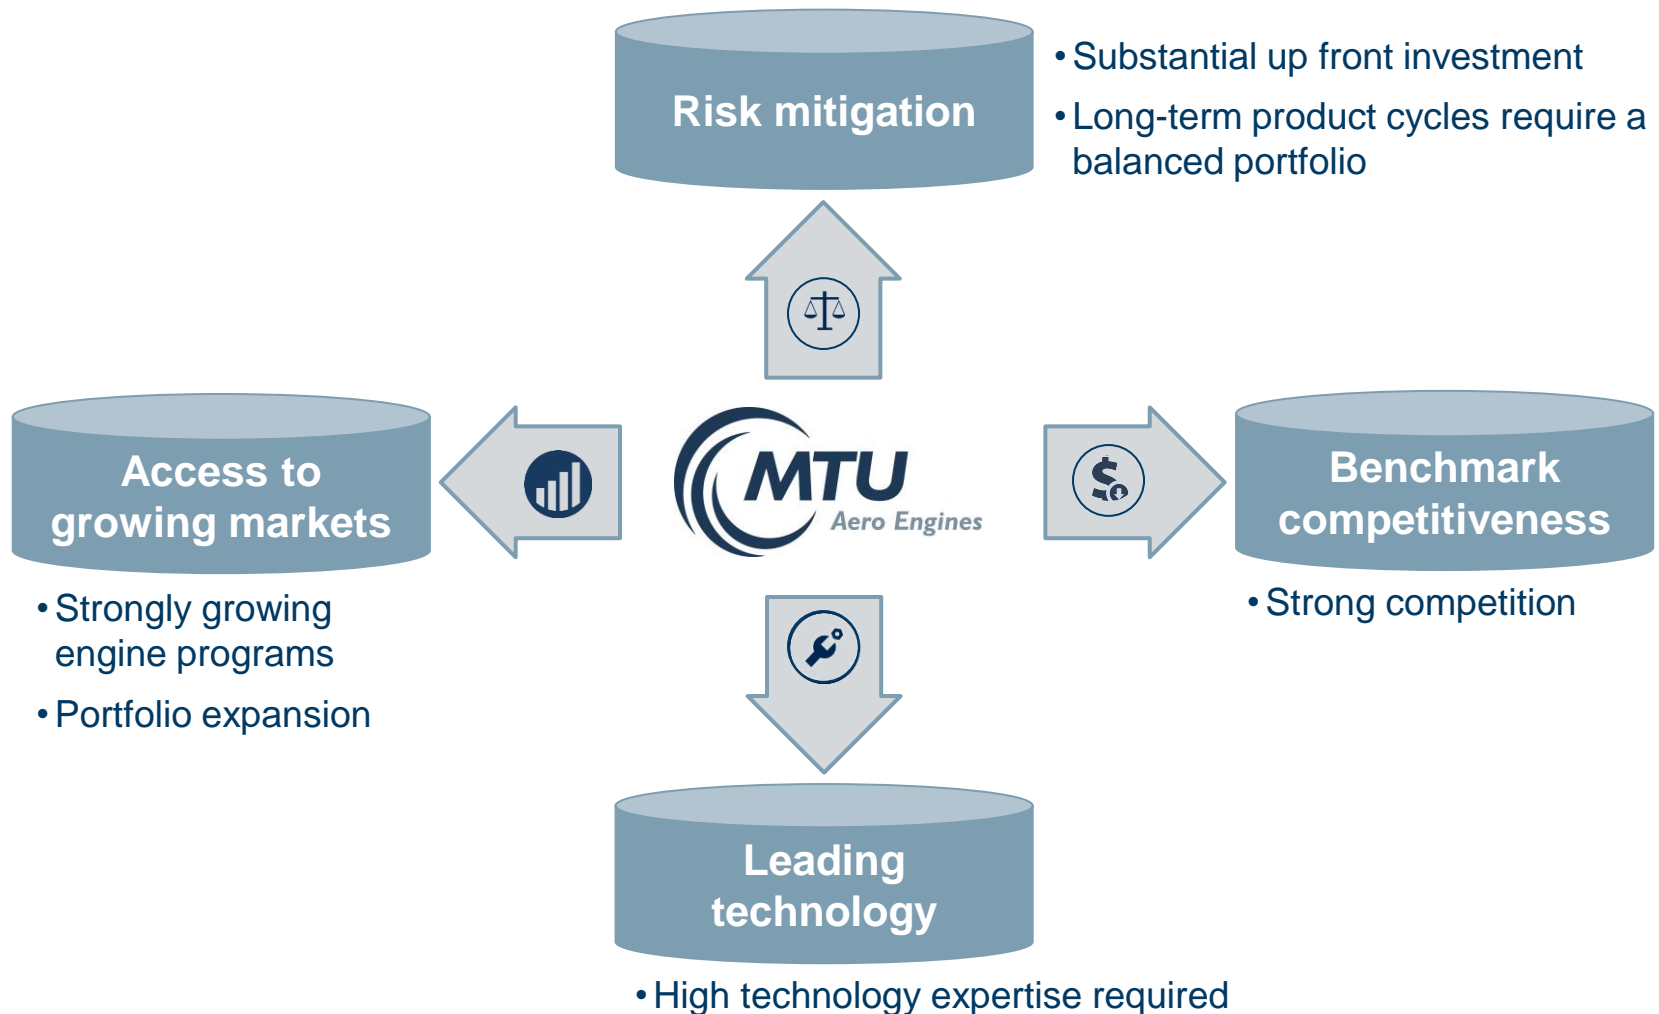 Risk mitigation
• Substantial up front investment
• Long-term product cycles require a
balanced portfolio
Access to
growing markets
• Strongly growing
engine programs
• Portfolio expansion
MTU
Aero Engines
Benchmark
competitiveness
• Strong competition
Leading
technology
• High technology expertise required